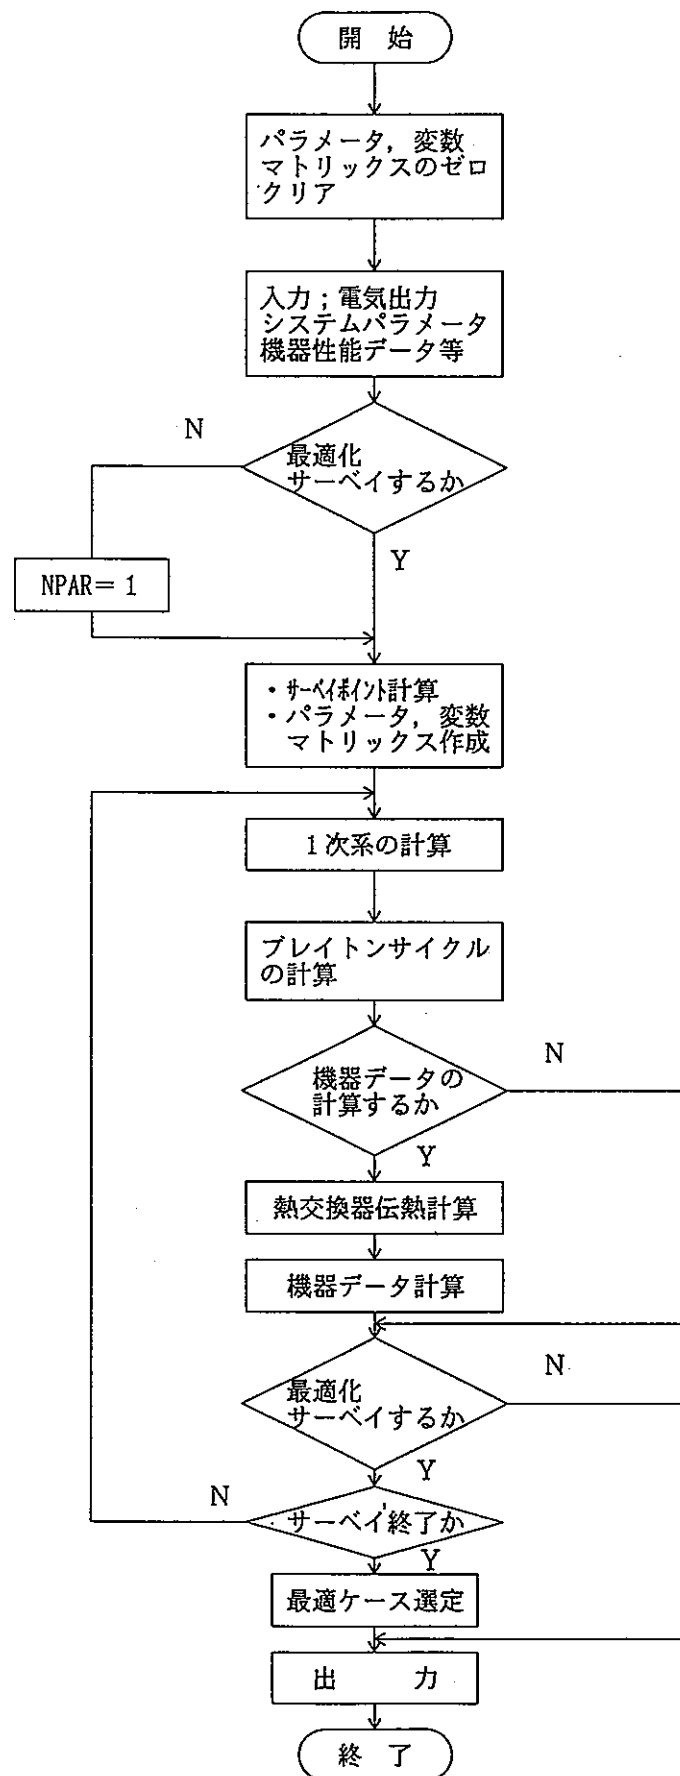 開 始
パラメータ, 変数
マトリックスのゼロ
クリア
入力;電気出力
システムパラメータ
機器性能データ等
N
最適化
サーベイするか
Y
NPAR=1
・サーベイポイント計算
・パラメータ, 変数
マトリックス作成
1次系の計算
ブレイトンサイクル
の計算
N
機器データの
計算するか
Y
熱交換器伝熱計算
機器データ計算
N
最適化
サーベイするか
Y
N
サーベイ終了か
Y
最適ケース選定
出 力
終 了